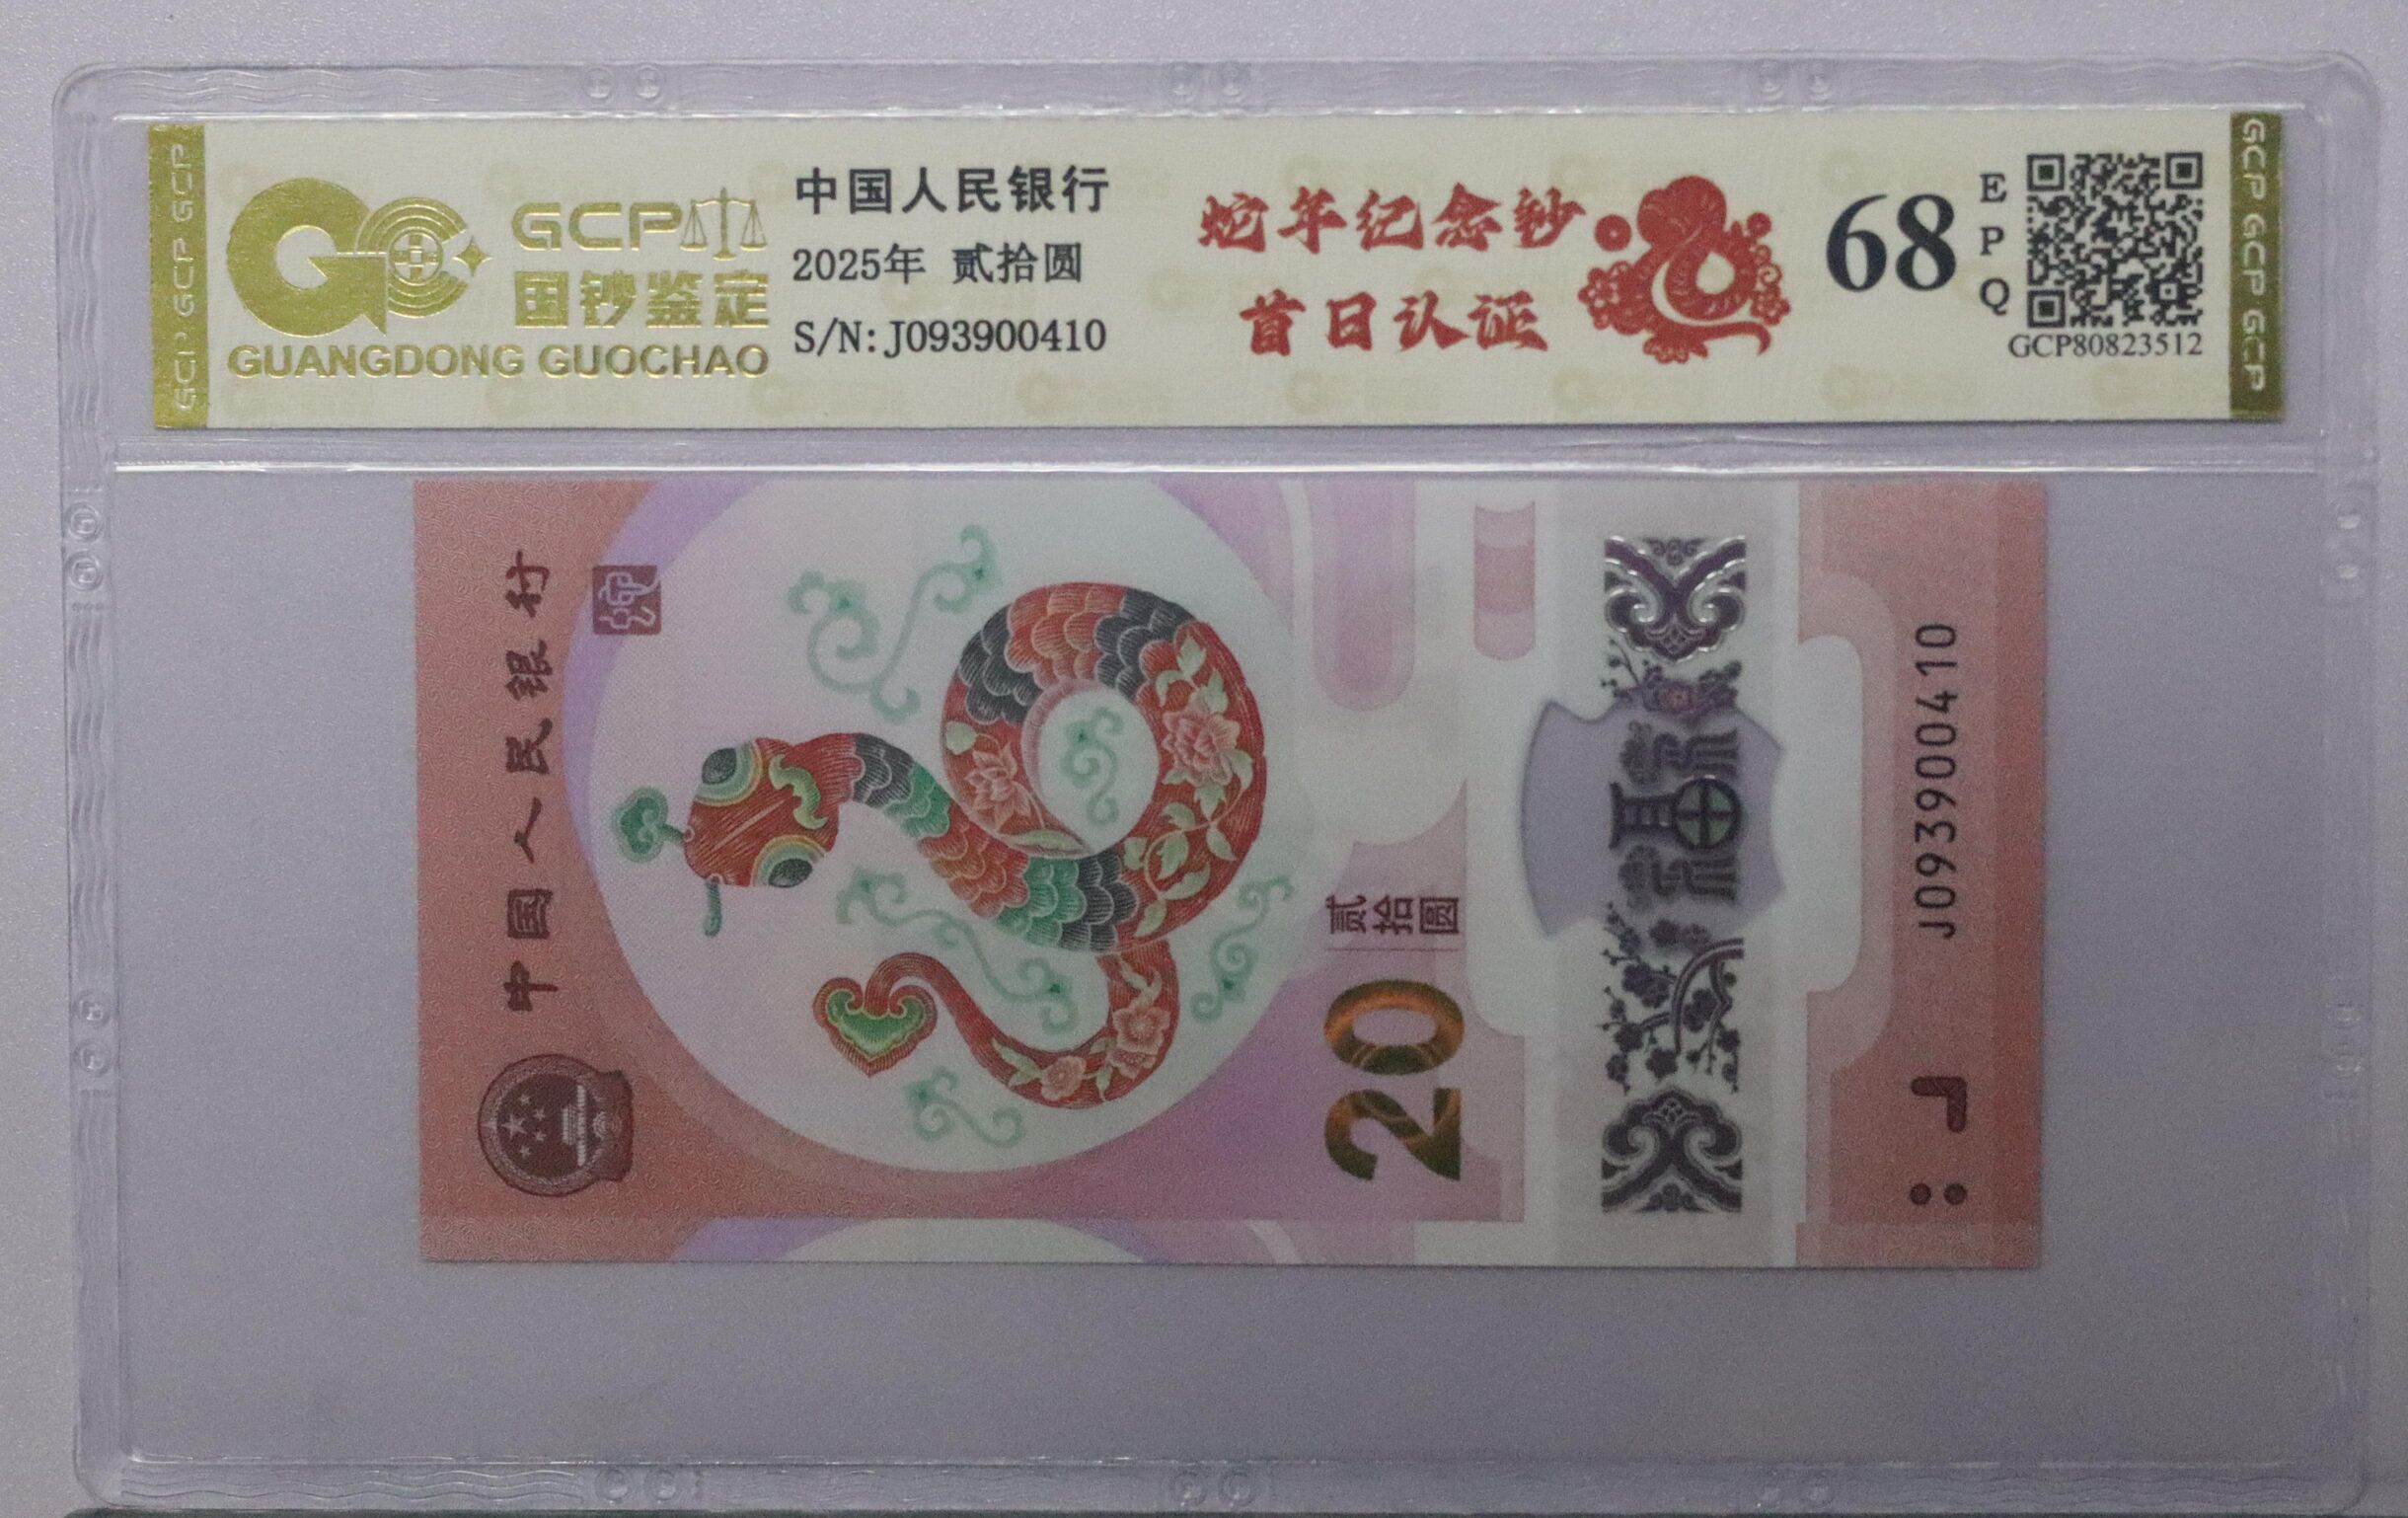 GCP GCP GCP
GCP
国钞鉴定
GUANGDONG GUOCHAO
中国人民银行
2025年 贰拾圆
S/N: J093900410
蛇年纪念钞
首日认证
68
EPQ
GCP80823512
GCP GCP GCP
中国人民银行
20
贰拾圆
福
J093900410
J